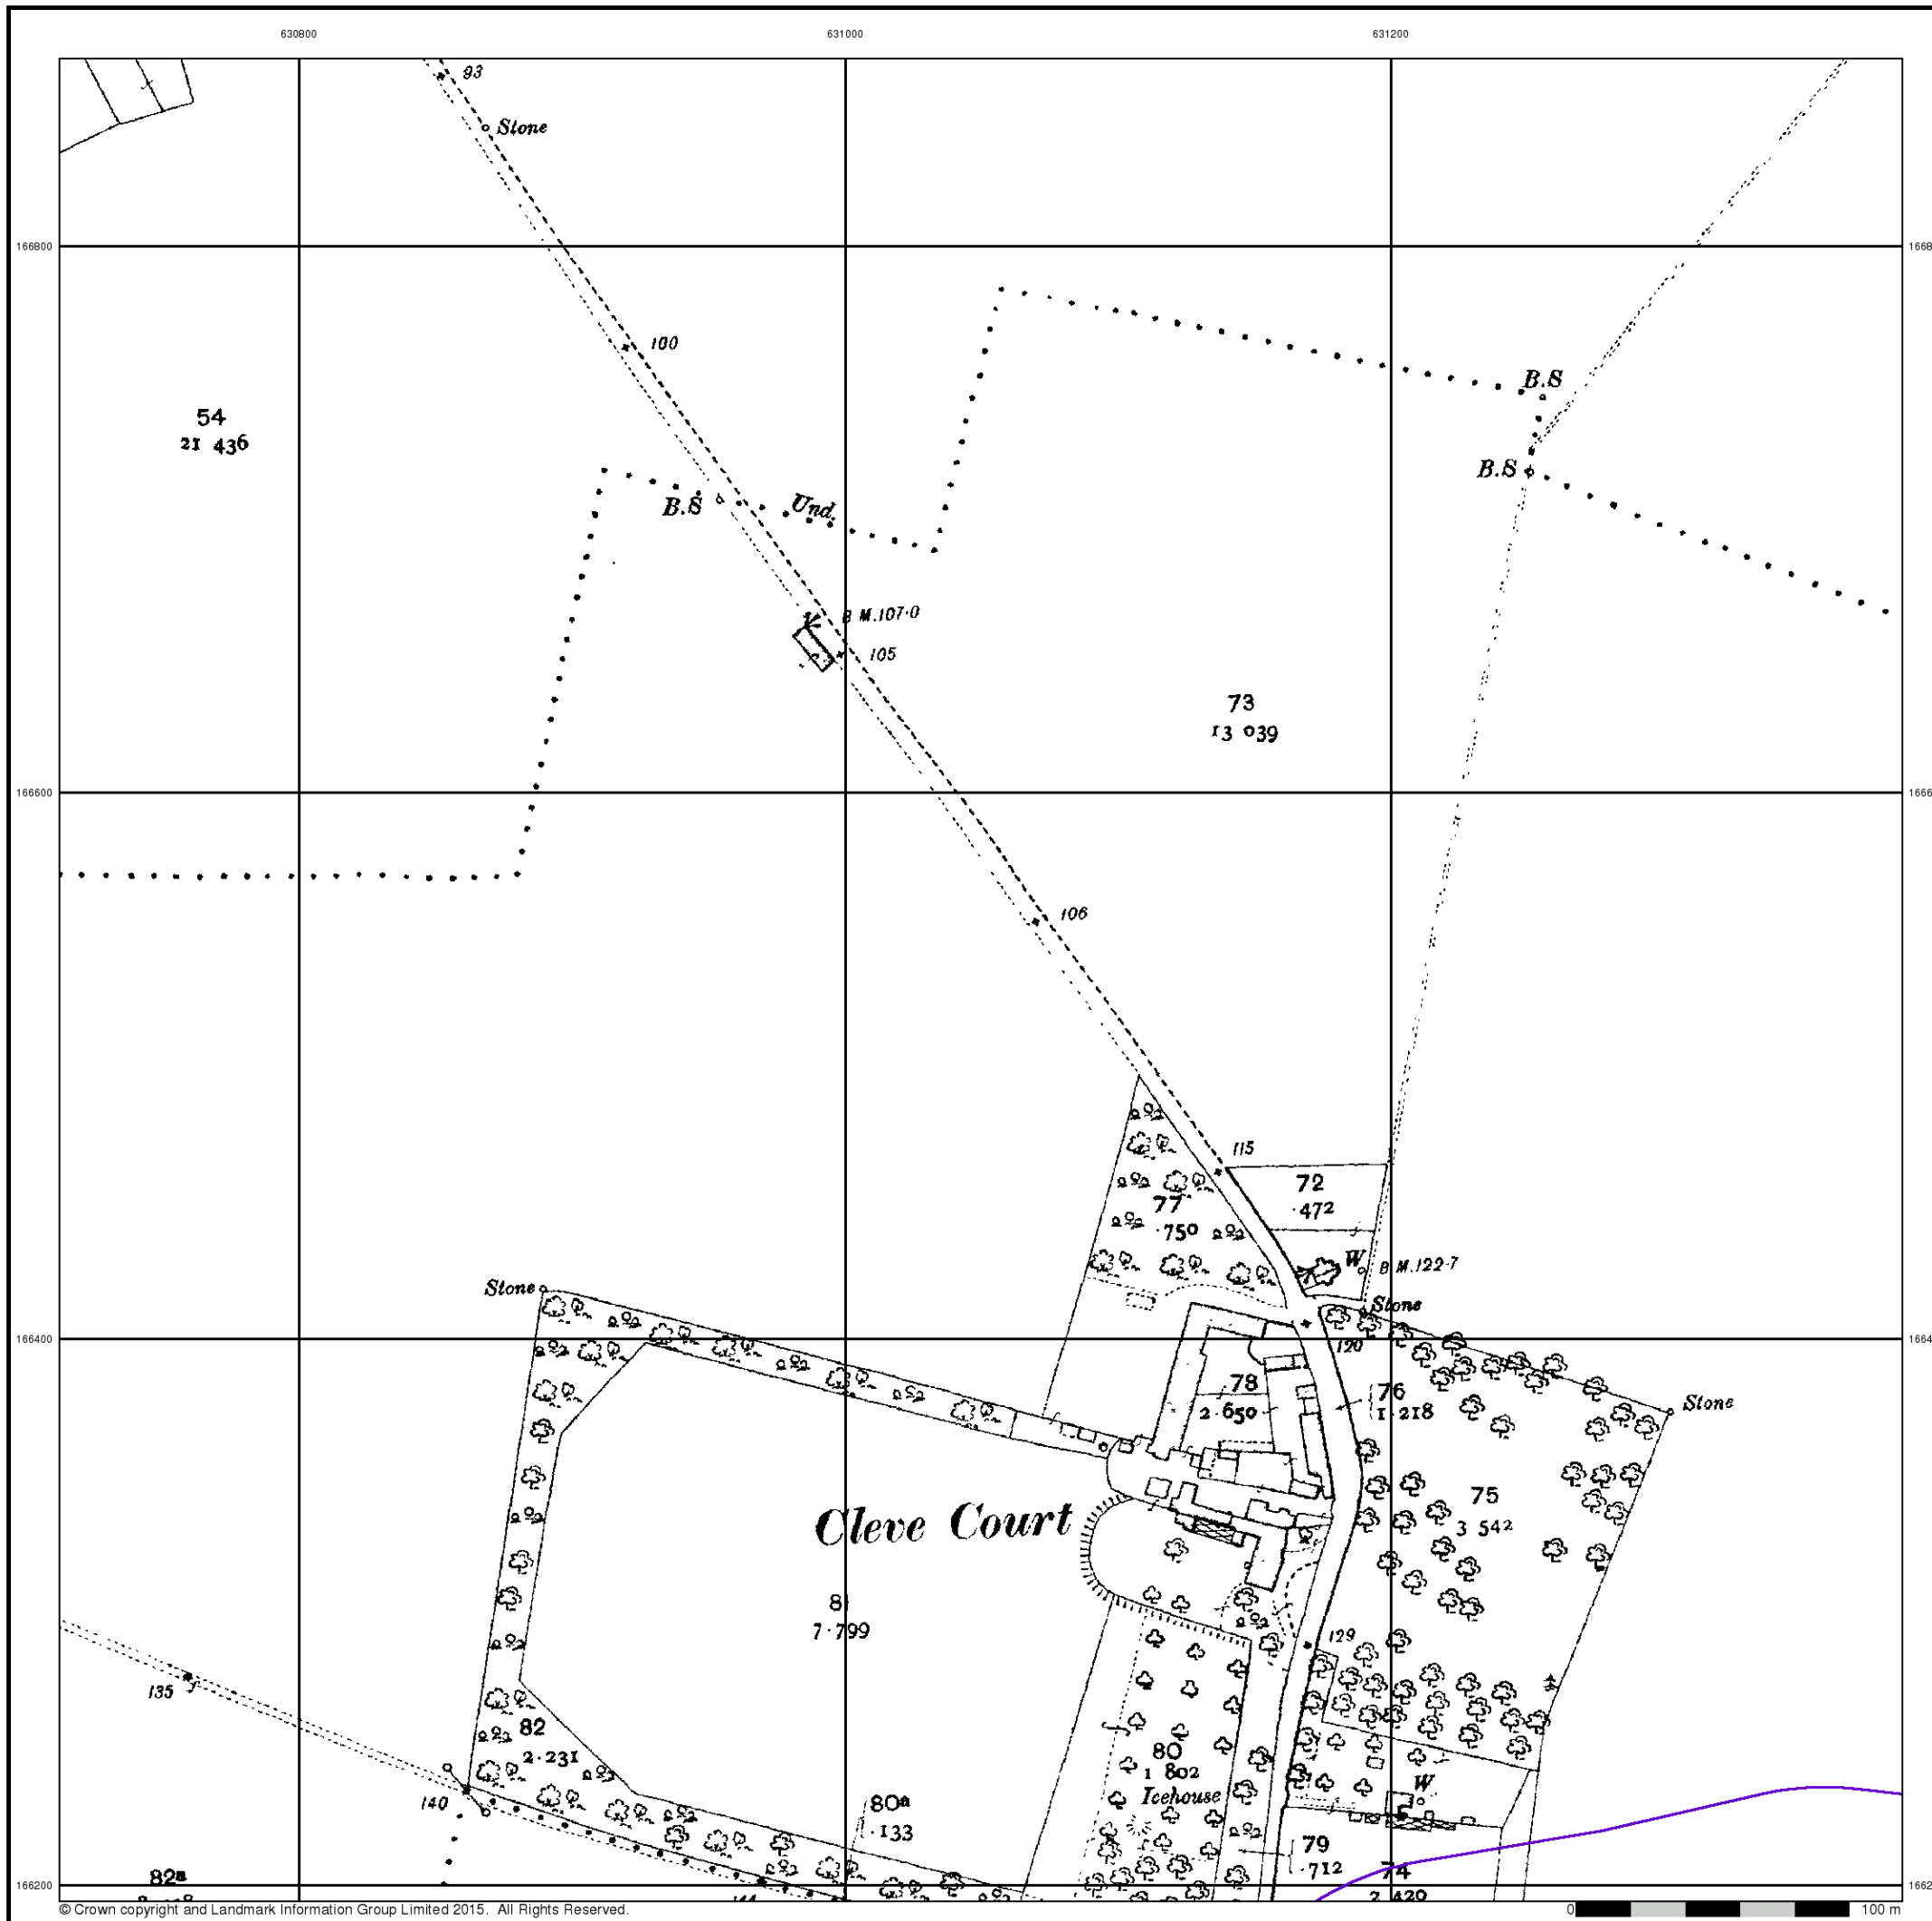 630800
631000
631200
93
Stone
166800
100
B.S
54
21 436
B.S
B.S
Und.
B M.107·0
105
73
13 039
166600
106
115
72
·472
77
·750
W
B M.122·7
Stone
Stone
166400
120
78
2·650
76
1·218
Stone
75
3 542
Cleve Court
81
7·799
129
135
82
2·231
80
1 802
Icehouse
W
140
80a
·133
79
·712
74
2 420
82a
166200
© Crown copyright and Landmark Information Group Limited 2015. All Rights Reserved.
0
100 m